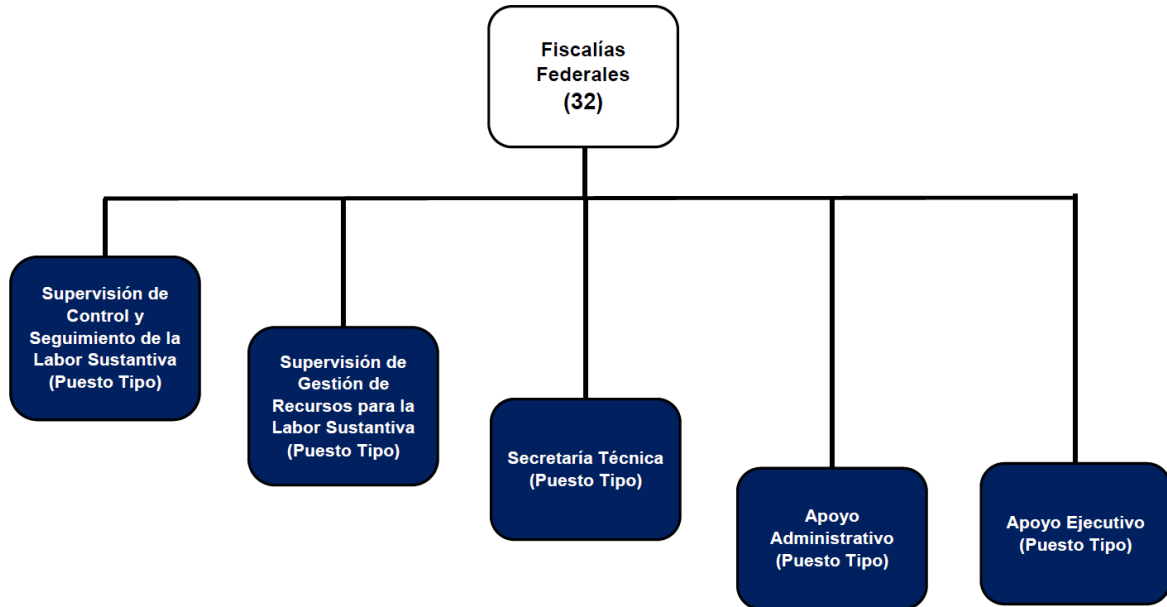 Fiscalías
Federales
(32)
Supervisión de
Control y
Seguimiento de la
Labor Sustantiva
(Puesto Tipo)
Supervisión de
Gestión de
Recursos para la
Labor Sustantiva
(Puesto Tipo)
Secretaría Técnica
(Puesto Tipo)
Apoyo
Administrativo
(Puesto Tipo)
Apoyo Ejecutivo
(Puesto Tipo)